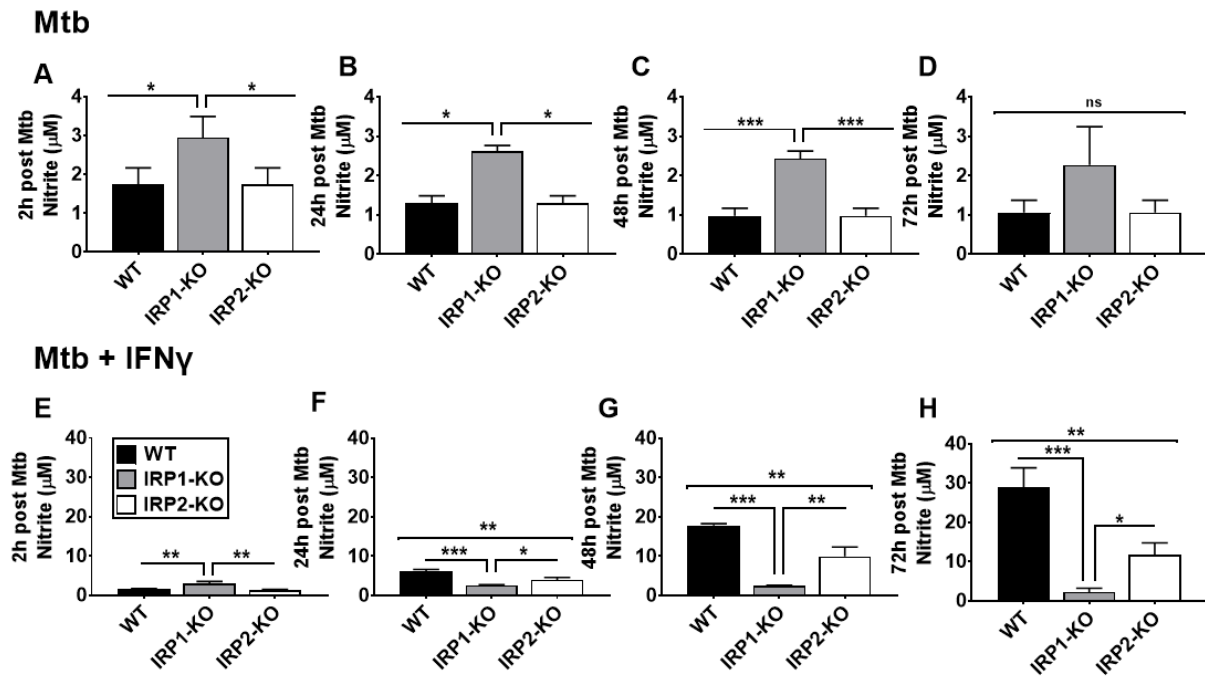 Mtb
A
2h post Mtb
Nitrite (μM)
4
3
2
1
0
*
*
WT
IRP1-KO
IRP2-KO
B
24h post Mtb
Nitrite (μM)
4
3
2
1
0
*
*
WT
IRP1-KO
IRP2-KO
C
48h post Mtb
Nitrite (μM)
4
3
2
1
0
***
***
WT
IRP1-KO
IRP2-KO
D
72h post Mtb
Nitrite (μM)
4
3
2
1
0
ns
WT
IRP1-KO
IRP2-KO
Mtb + IFNγ
E
2h post Mtb
Nitrite (μM)
40
30
20
10
0
WT
IRP1-KO
IRP2-KO
**
**
WT
IRP1-KO
IRP2-KO
F
24h post Mtb
Nitrite (μM)
40
30
20
10
0
**
***
*
WT
IRP1-KO
IRP2-KO
G
48h post Mtb
Nitrite (μM)
40
30
20
10
0
**
***
**
WT
IRP1-KO
IRP2-KO
H
72h post Mtb
Nitrite (μM)
40
30
20
10
0
**
***
*
WT
IRP1-KO
IRP2-KO